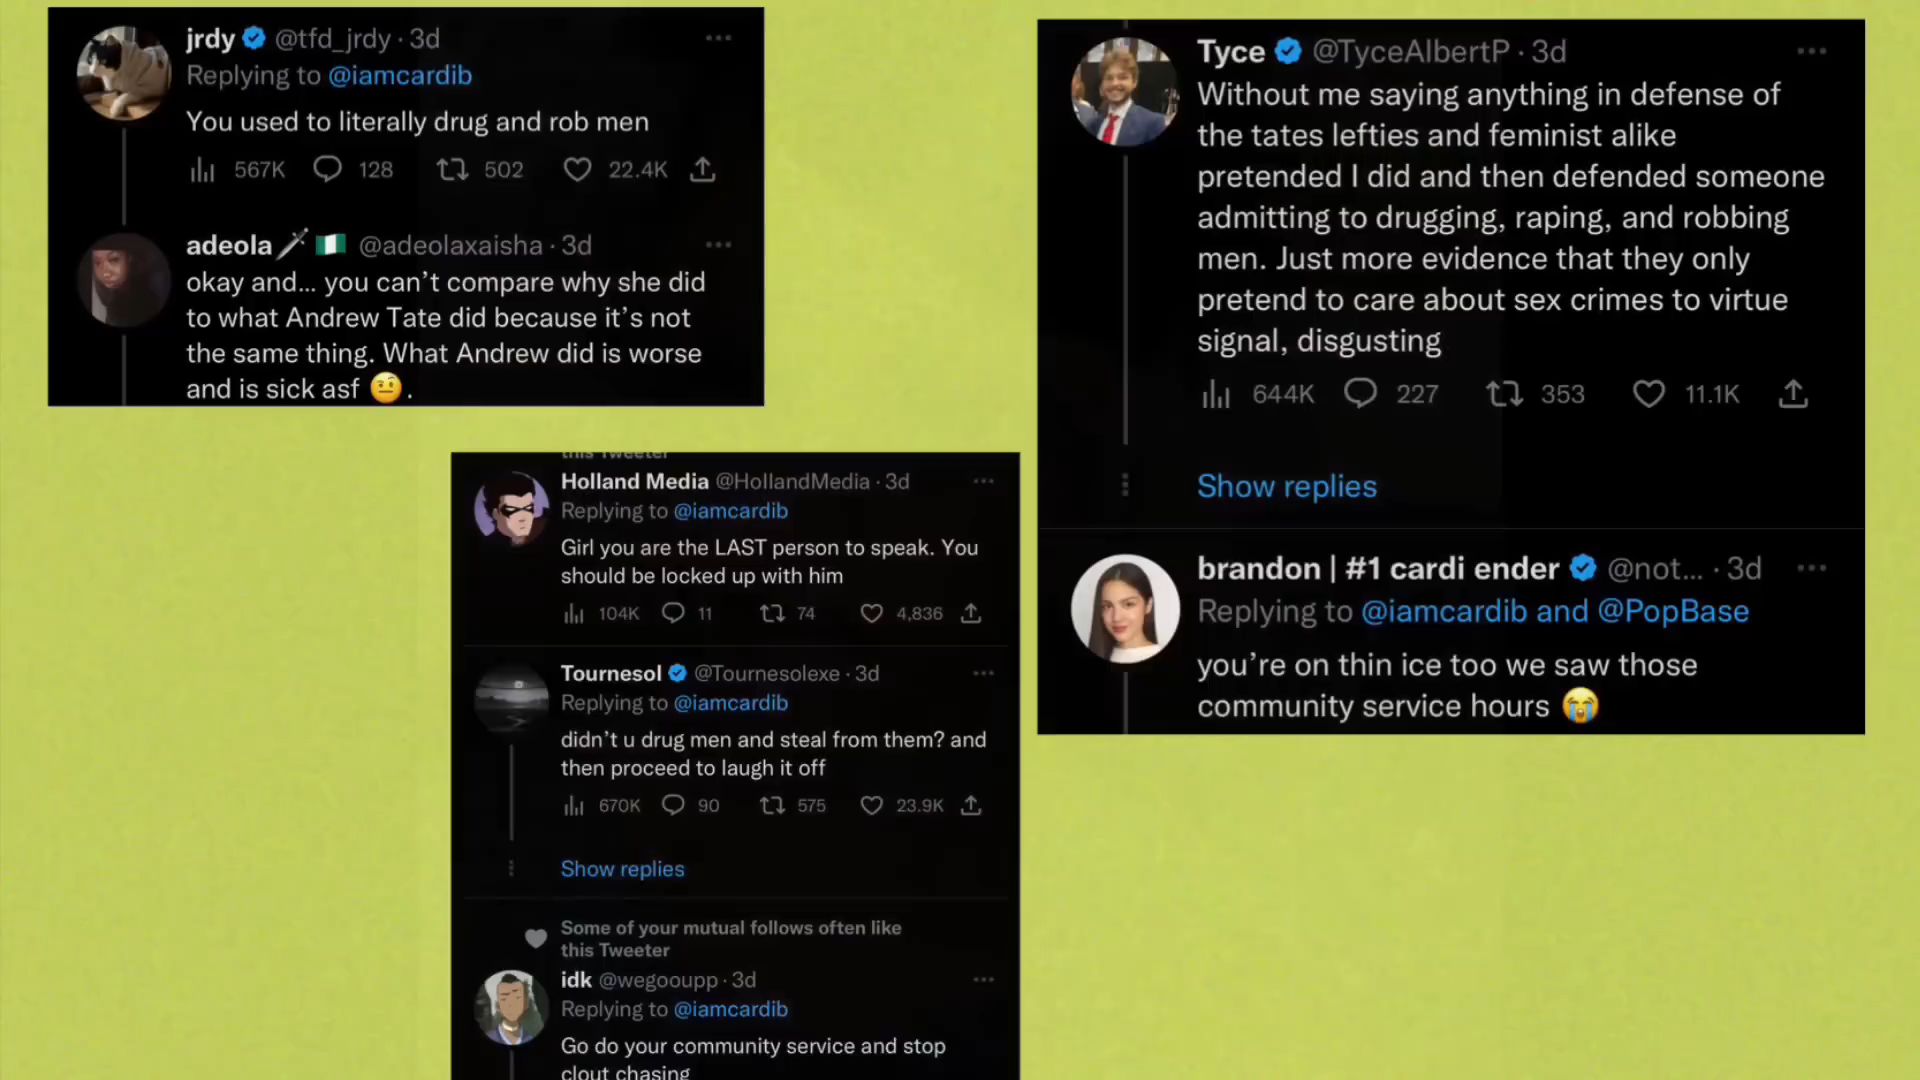 jrdy @tfd_jrdy · 3d
Replying to @iamcardib
You used to literally drug and rob men
567K 128 502 22.4K
adeola @adeolaxaisha · 3d
okay and... you can’t compare why she did
to what Andrew Tate did because it’s not
the same thing. What Andrew did is worse
and is sick asf 🤨.
Tyce @TyceAlbertP · 3d
Without me saying anything in defense of
the tates lefties and feminist alike
pretended I did and then defended someone
admitting to drugging, raping, and robbing
men. Just more evidence that they only
pretend to care about sex crimes to virtue
signal, disgusting
644K 227 353 11.1K
Show replies
brandon | #1 cardi ender @not... · 3d
Replying to @iamcardib and @PopBase
you’re on thin ice too we saw those
community service hours 😭
this Tweeter
Holland Media @HollandMedia · 3d
Replying to @iamcardib
Girl you are the LAST person to speak. You
should be locked up with him
104K 11 74 4,836
Tournesol @Tournesolexe · 3d
Replying to @iamcardib
didn’t u drug men and steal from them? and
then proceed to laugh it off
670K 90 575 23.9K
Show replies
Some of your mutual follows often like
this Tweeter
idk @wegooupp · 3d
Replying to @iamcardib
Go do your community service and stop
clout chasing